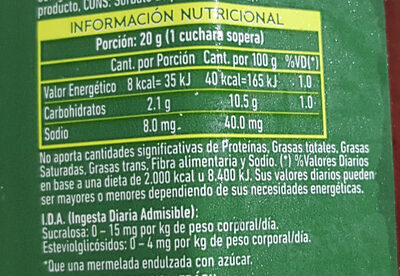 producto, CONS: Sorbato
INFORMACIÓN NUTRICIONAL
Porción: 20 g (1 cuchara sopera)
Cant. por Porción Cant. por 100 g %VD(*)
Valor Energético 8 kcal= 35 kJ 40 kcal=165 kJ 1.0
Carbohidratos 2.1 g 10.5 g 1.0
Sodio 8.0 mg 40.0 mg
No aporta cantidades significativas de Proteínas, Grasas totales, Grasas
Saturadas, Grasas trans, Fibra alimentaria y Sodio. (*) %Valores Diarios
en base a una dieta de 2.000 kcal u 8.400 kJ. Sus valores diarios pueden
ser mayores o menores dependiendo de sus necesidades energéticas.
I.D.A. (Ingesta Diaria Admisible):
Sucralosa: 0 – 15 mg por kg de peso corporal/día.
Esteviolglicósidos: 0 – 4 mg por kg de peso corporal/día.
*Que una mermelada endulzada con azúcar.